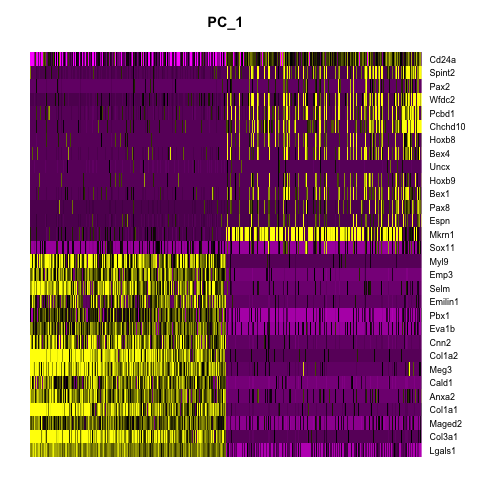 PC_1
Cd24a
Spint2
Pax2
Wfdc2
Pcbd1
Chchd10
Hoxb8
Bex4
Uncx
Hoxb9
Bex1
Pax8
Espn
Mkrn1
Sox11
Myl9
Emp3
Selm
Emilin1
Pbx1
Eva1b
Cnn2
Col1a2
Meg3
Cald1
Anxa2
Col1a1
Maged2
Col3a1
Lgals1